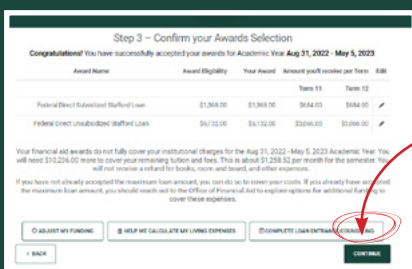 Step 3 – Confirm your Awards Selection
Congratulations! You have successfully accepted your awards for Academic Year Aug 31, 2022 - May 5, 2023
Award Name Award Eligibility Your Award Amount you'll receive per Term Edit
Term 11 Term 12
Federal Direct Subsidized Stafford Loan $1,368.00 $1,368.00 $684.00 $684.00
Federal Direct Unsubsidized Stafford Loan $6,132.00 $6,132.00 $3,066.00 $3,066.00
Your financial aid awards do not fully cover your institutional charges for the Aug 31, 2022 - May 5, 2023 Academic Year. You
will need $10,236.00 more to cover your remaining tuition and fees. This is about $1,258.52 per month for the semester. You
will not receive a refund for books, room and board, and other expenses.
If you have not already accepted the maximum loan amount, you can do so to cover your costs. If you already have accepted
the maximum loan amount, you should reach out to the Office of Financial Aid to explore options for additional funding to
cover these expenses.
ADJUST MY FUNDING HELP ME CALCULATE MY LIVING EXPENSES COMPLETE LOAN ENTRANCE COUNSELING
< BACK CONTINUE